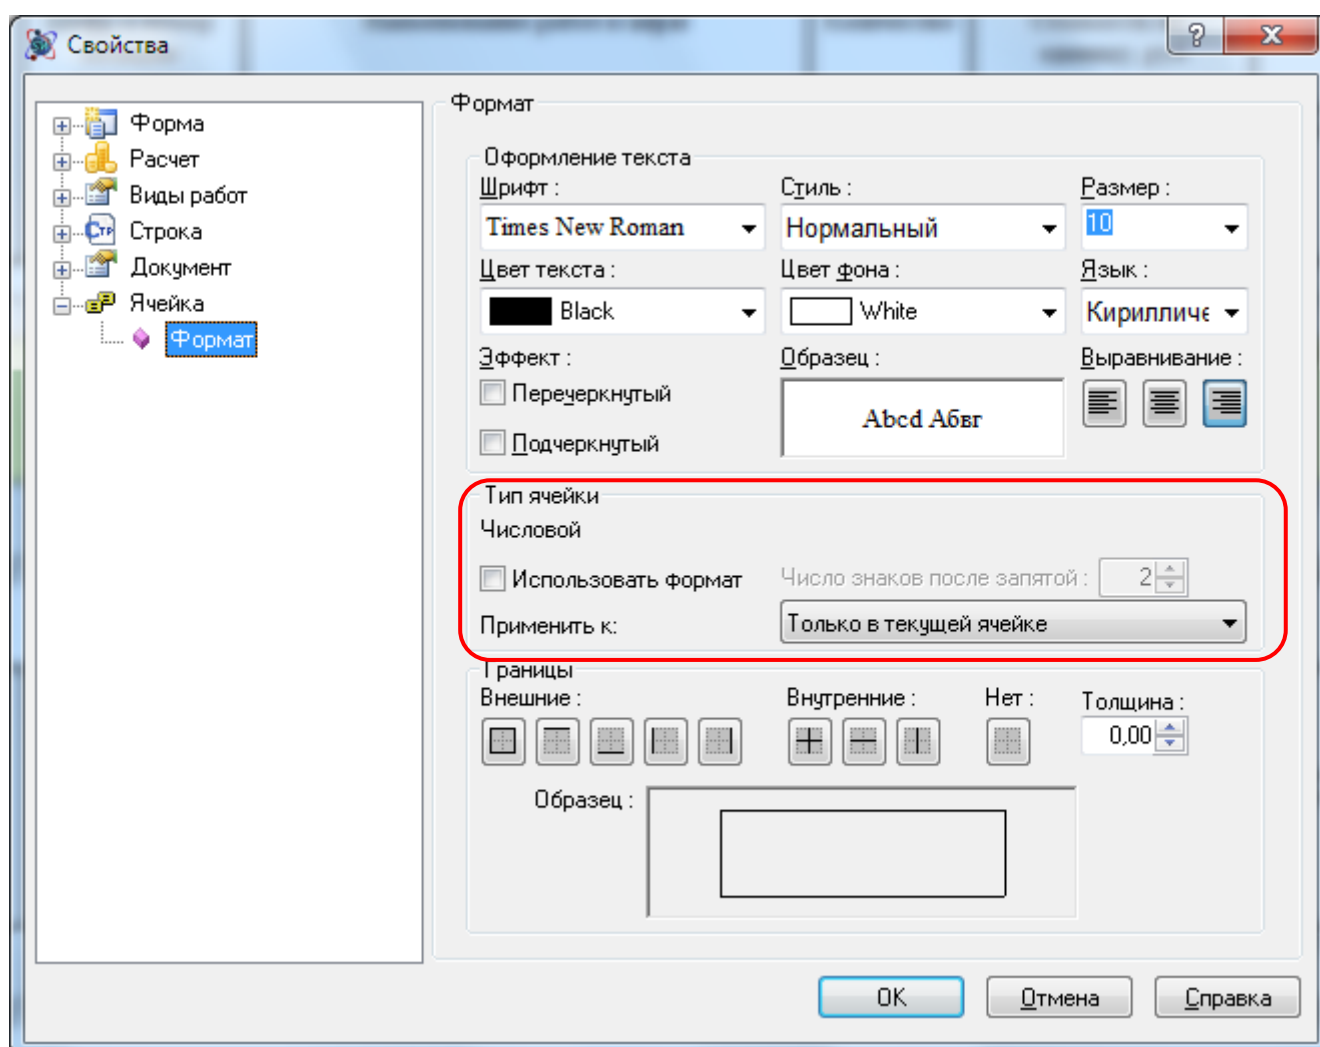 Свойства
Форма
Расчет
Виды работ
Стр Строка
Документ
Ячейка
Формат
Формат
Оформление текста
Шрифт : Стиль : Размер :
Times New Roman Нормальный 10
Цвет текста : Цвет фона : Язык :
Black White Кирилличе
Эффект : Образец : Выравнивание :
Перечеркнутый
Abcd Абвг
Подчеркнутый
Тип ячейки
Числовой
Использовать формат Число знаков после запятой : 2
Применить к: Только в текущей ячейке
Границы
Внешние : Внутренние : Нет : Толщина :
0,00
Образец :
OK Отмена Справка